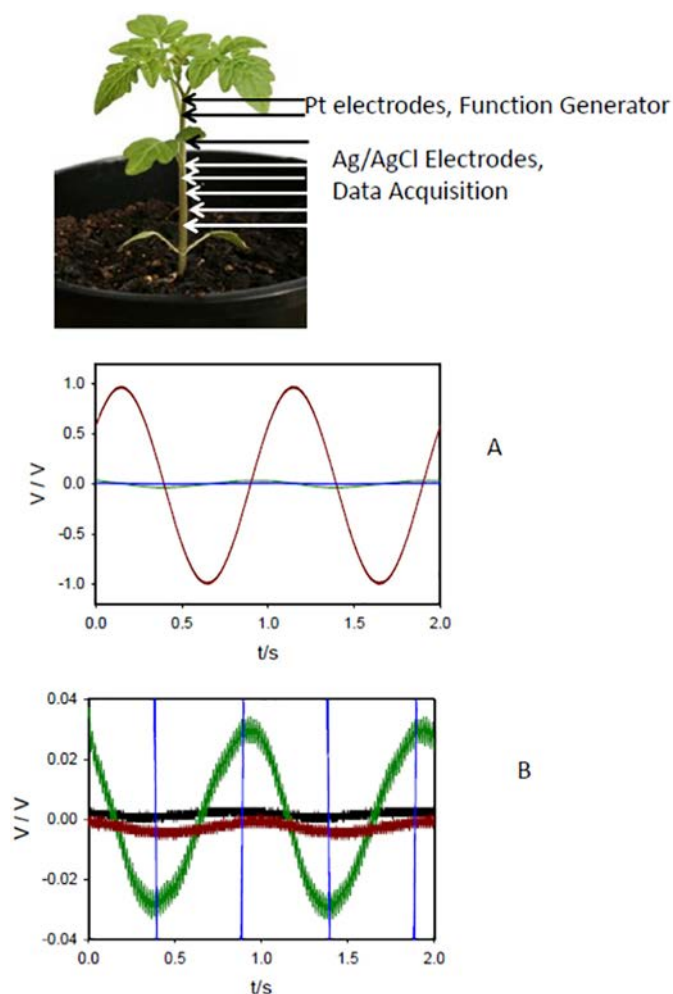 Pt electrodes, Function Generator
Ag/AgCl Electrodes,
Data Acquisition
1.0
0.5
0.0
-0.5
-1.0
V / V
0.0 0.5 1.0 1.5 2.0
t/s
A
0.04
0.02
0.00
-0.02
-0.04
V / V
0.0 0.5 1.0 1.5 2.0
t/s
B